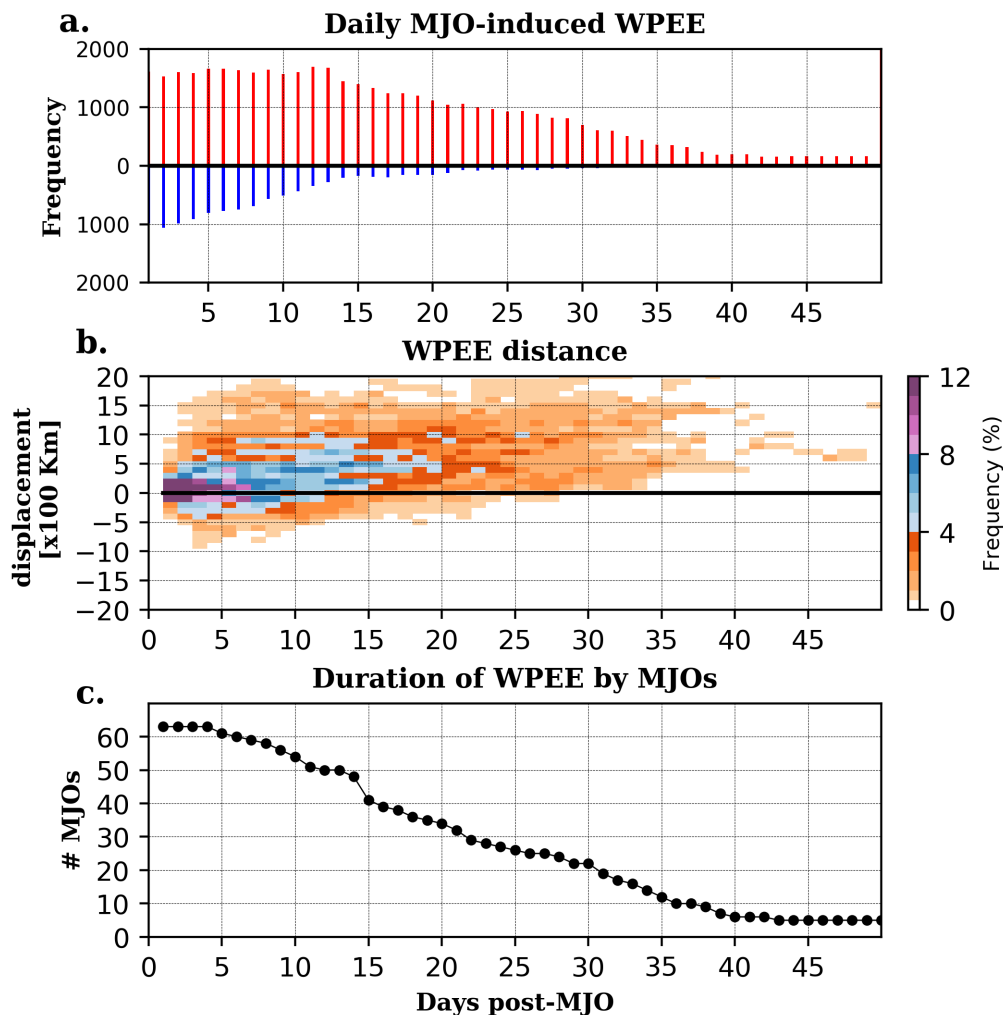 a.
Daily MJO-induced WPEE
2000
1000
0
1000
2000
Frequency
5 10 15 20 25 30 35 40 45
b.
WPEE distance
20
15
10
5
0
−5
−10
−15
−20
displacement
[x100 Km]
0 5 10 15 20 25 30 35 40 45
12
8
4
0
Frequency (%)
c.
Duration of WPEE by MJOs
60
50
40
30
20
10
0
# MJOs
0 5 10 15 20 25 30 35 40 45
Days post-MJO